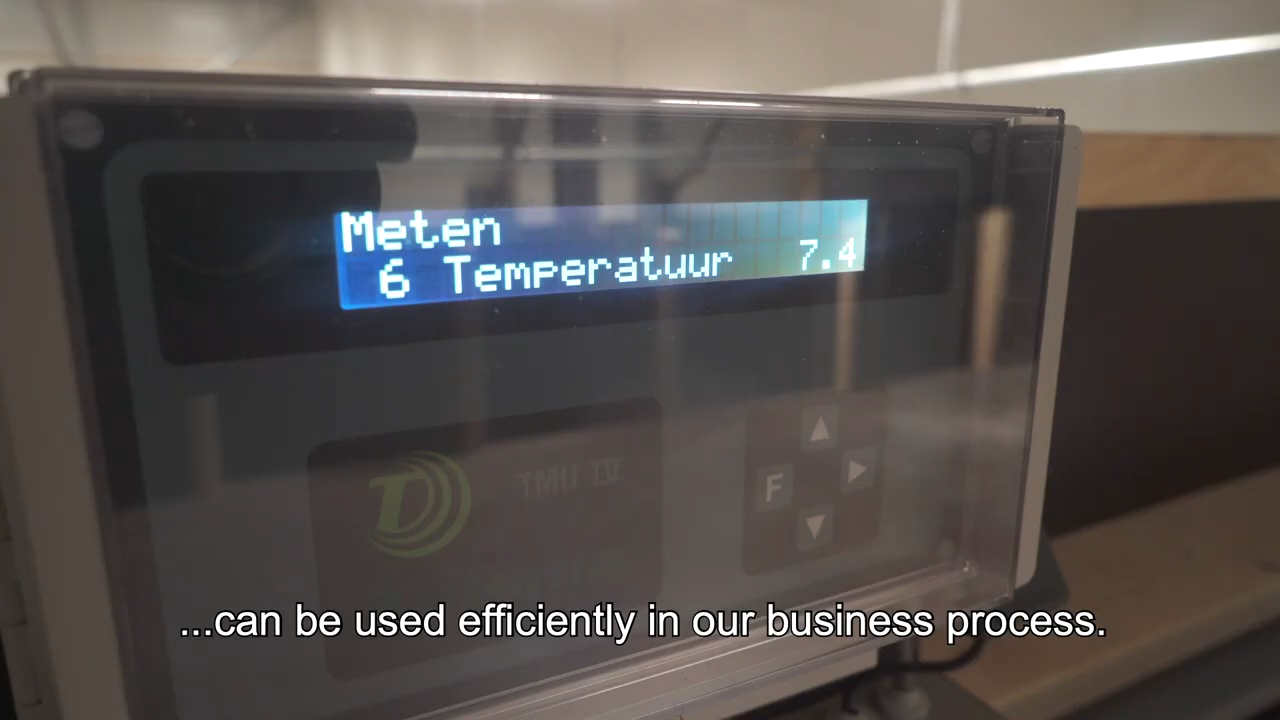 Meten
6 Temperatuur 7.4
TMU IV
F
...can be used efficiently in our business process.